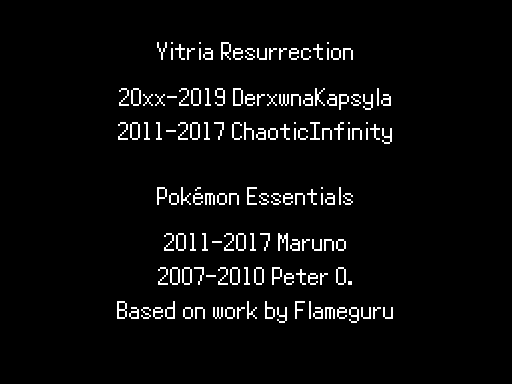 Yitria Resurrection
20xx-2019 DerxwnaKapsyla
2011-2017 ChaoticInfinity
Pokémon Essentials
2011-2017 Maruno
2007-2010 Peter O.
Based on work by Flameguru